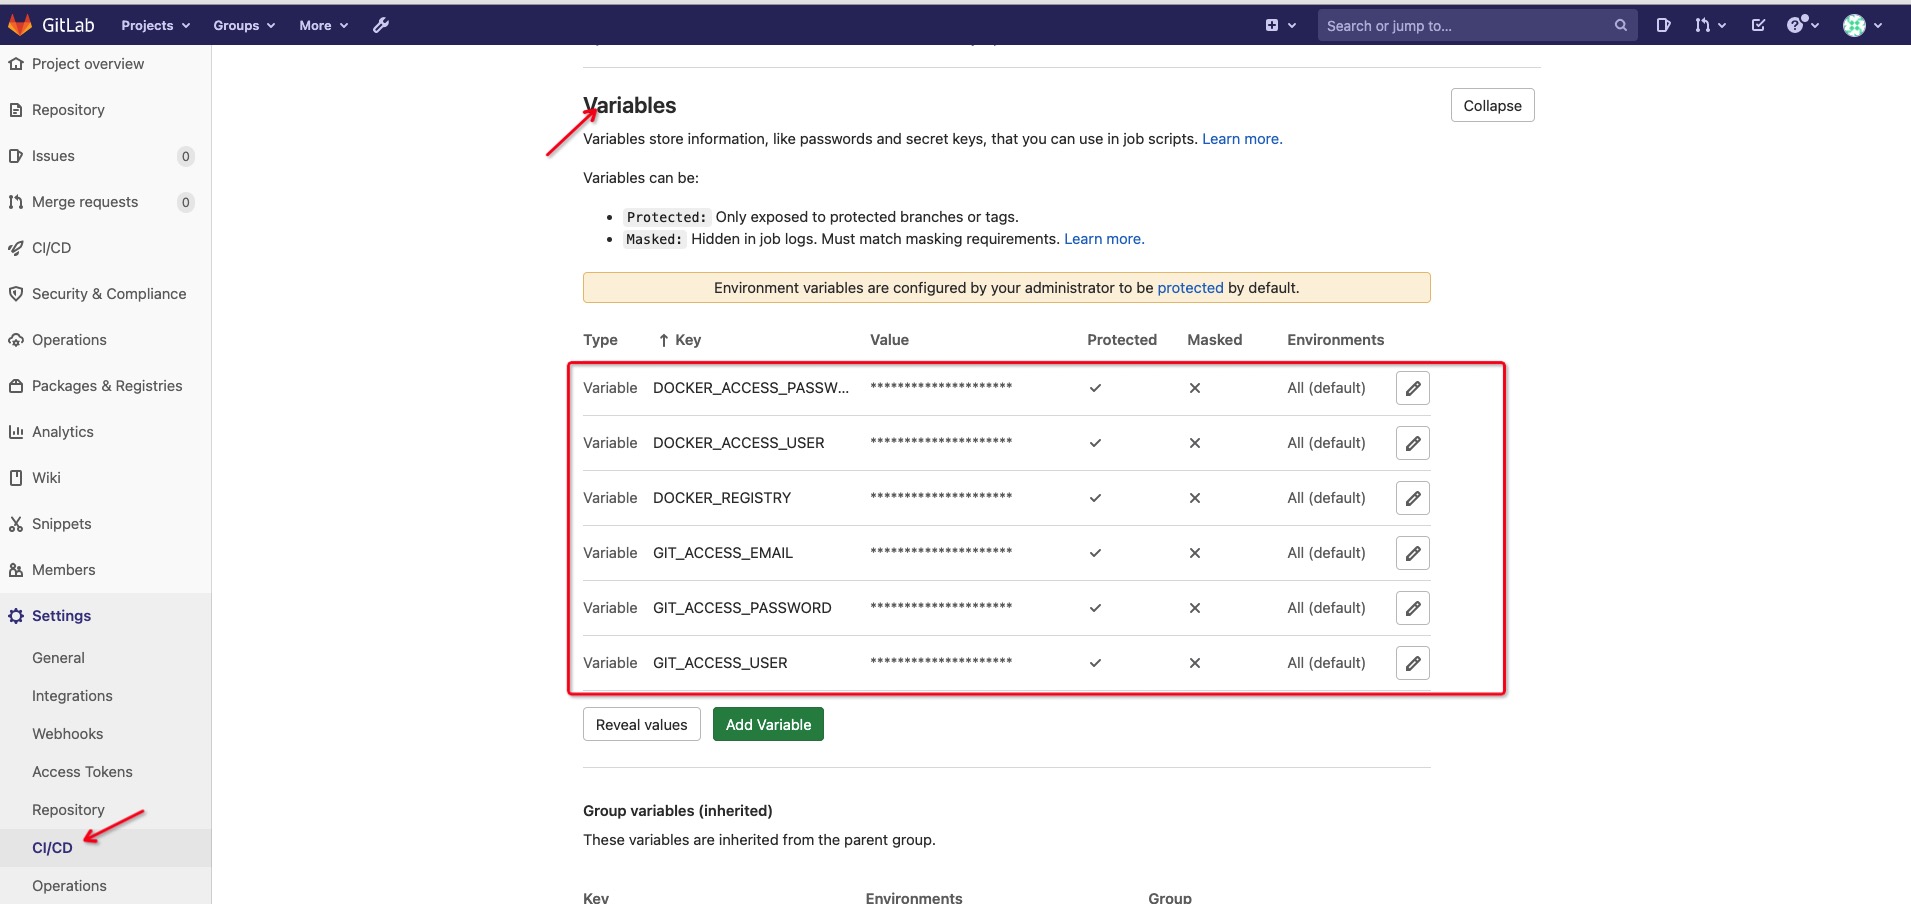 GitLab Projects Groups More Search or jump to...
Project overview
Repository
Issues 0
Merge requests 0
CI/CD
Security & Compliance
Operations
Packages & Registries
Analytics
Wiki
Snippets
Members
Settings
General
Integrations
Webhooks
Access Tokens
Repository
CI/CD
Operations
Variables
Collapse
Variables store information, like passwords and secret keys, that you can use in job scripts. Learn more.
Variables can be:
• Protected: Only exposed to protected branches or tags.
• Masked: Hidden in job logs. Must match masking requirements. Learn more.
Environment variables are configured by your administrator to be protected by default.
Type ↑ Key Value Protected Masked Environments
Variable DOCKER_ACCESS_PASSW... ********************* ✓ ✕ All (default)
Variable DOCKER_ACCESS_USER ********************* ✓ ✕ All (default)
Variable DOCKER_REGISTRY ********************* ✓ ✕ All (default)
Variable GIT_ACCESS_EMAIL ********************* ✓ ✕ All (default)
Variable GIT_ACCESS_PASSWORD ********************* ✓ ✕ All (default)
Variable GIT_ACCESS_USER ********************* ✓ ✕ All (default)
Reveal values Add Variable
Group variables (inherited)
These variables are inherited from the parent group.
Key Environments Group